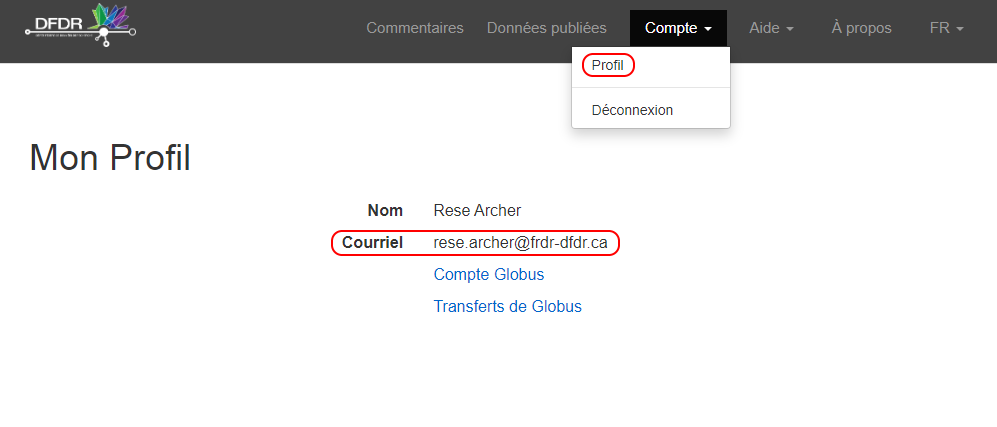 DFDR
Commentaires Données publiées Compte Aide À propos FR
Profil
Déconnexion
Mon Profil
Nom Rese Archer
Courriel rese.archer@frdr-dfdr.ca
Compte Globus
Transferts de Globus